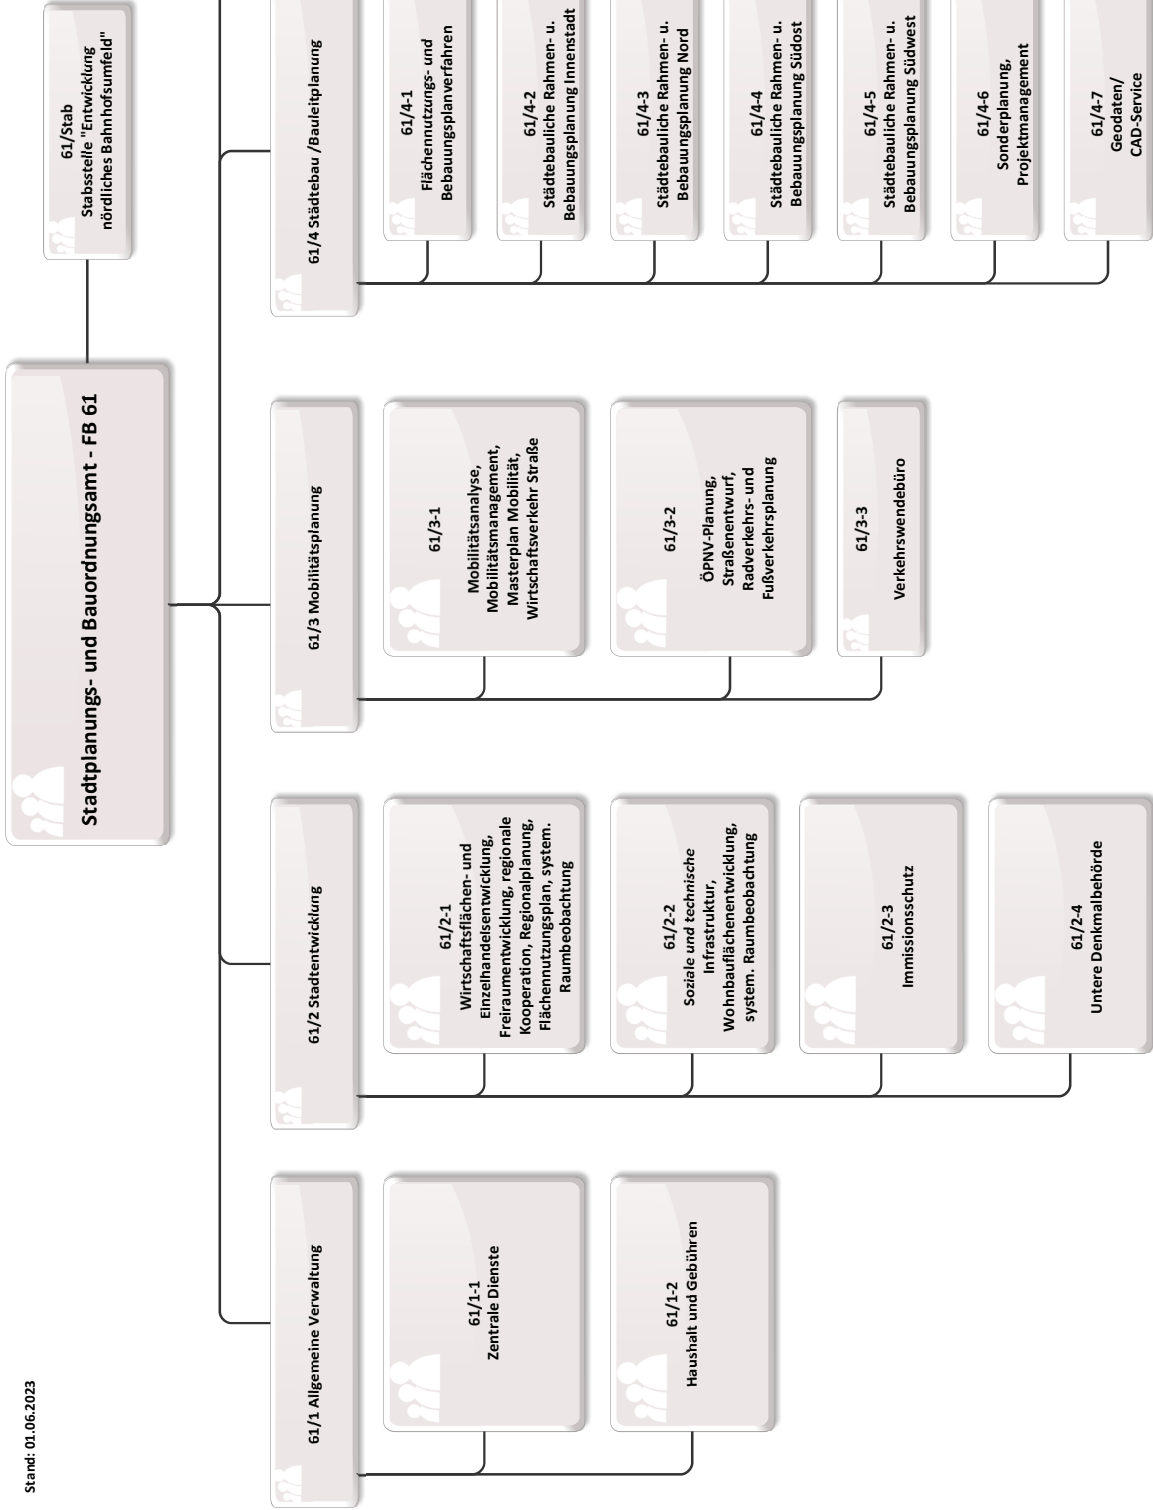 Stand: 01.06.2023
Stadtplanungs- und Bauordnungsamt - FB 61
61/Stab
Stabsstelle "Entwicklung
nördliches Bahnhofsumfeld"
61/1 Allgemeine Verwaltung
61/1-1
Zentrale Dienste
61/1-2
Haushalt und Gebühren
61/2 Stadtentwicklung
61/2-1
Wirtschaftsflächen- und
Einzelhandelsentwicklung,
Freiraumentwicklung, regionale
Kooperation, Regionalplanung,
Flächennutzungsplan, system.
Raumbeobachtung
61/2-2
Soziale und technische
Infrastruktur,
Wohnbauflächenentwicklung,
system. Raumbeobachtung
61/2-3
Immissionsschutz
61/2-4
Untere Denkmalbehörde
61/3 Mobilitätsplanung
61/3-1
Mobilitätsanalyse,
Mobilitätsmanagement,
Masterplan Mobilität,
Wirtschaftsverkehr Straße
61/3-2
ÖPNV-Planung,
Straßenentwurf,
Radverkehrs- und
Fußverkehrsplanung
61/3-3
Verkehrswendebüro
61/4 Städtebau /Bauleitplanung
61/4-1
Flächennutzungs- und
Bebauungsplanverfahren
61/4-2
Städtebauliche Rahmen- u.
Bebauungsplanung Innenstadt
61/4-3
Städtebauliche Rahmen- u.
Bebauungsplanung Nord
61/4-4
Städtebauliche Rahmen- u.
Bebauungsplanung Südost
61/4-5
Städtebauliche Rahmen- u.
Bebauungsplanung Südwest
61/4-6
Sonderplanung,
Projektmanagement
61/4-7
Geodaten/
CAD-Service